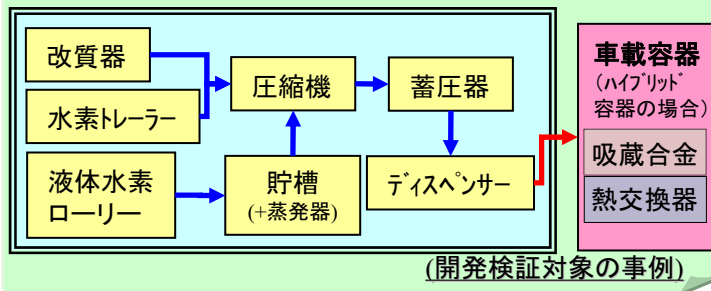 改質器
水素トレーラー
液体水素
ローリー
圧縮機
貯槽
(+蒸発器)
蓄圧器
ディスペンサー
車載容器
(ハイブリッド
容器の場合)
吸蔵合金
熱交換器
(開発検証対象の事例)